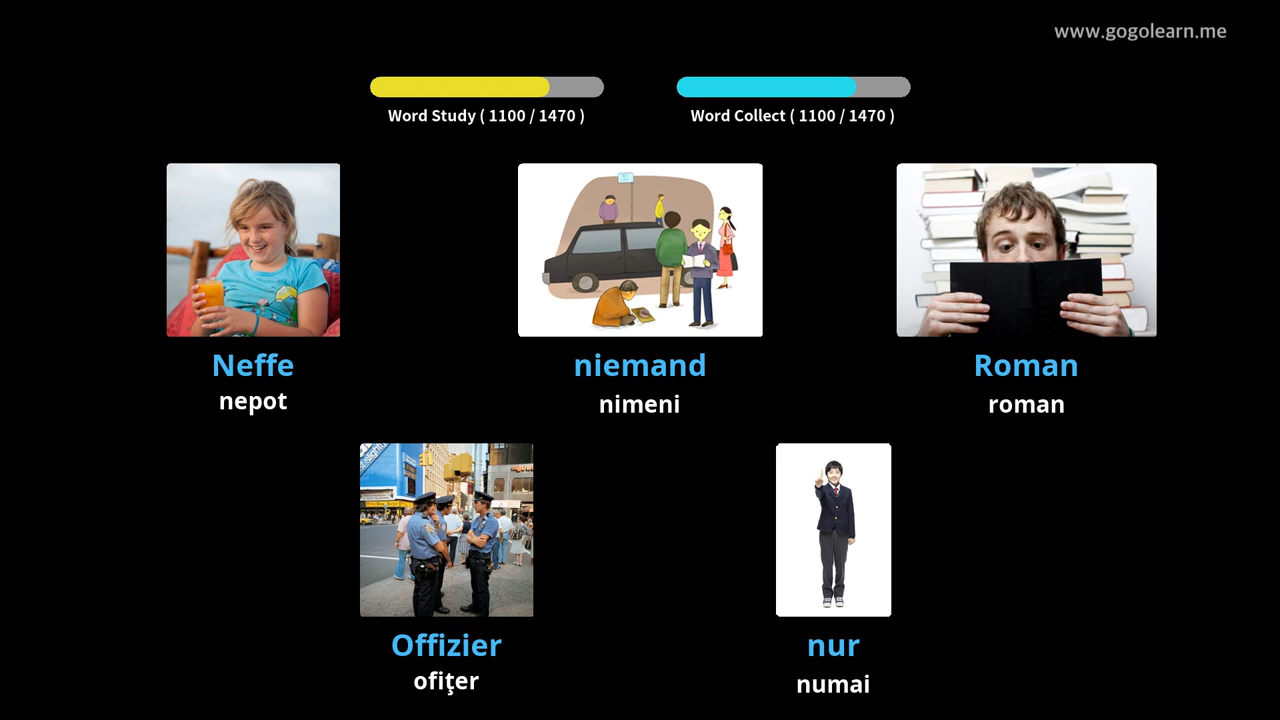 www.gogolearn.me
Word Study ( 1100 / 1470 )
Word Collect ( 1100 / 1470 )
Neffe
nepot
niemand
nimeni
Roman
roman
Offizier
ofiţer
nur
numai